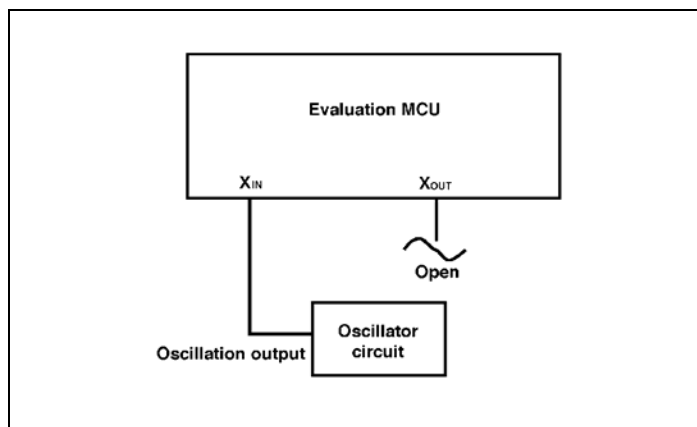 Evaluation MCU
XIN
XOUT
Open
Oscillator
circuit
Oscillation output